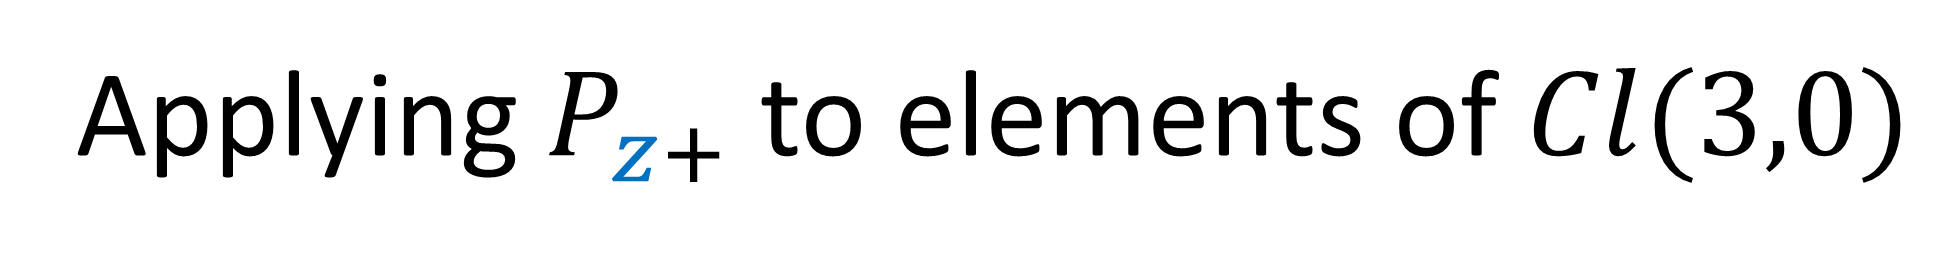 Applying P_{z+} to elements of Cl(3,0)